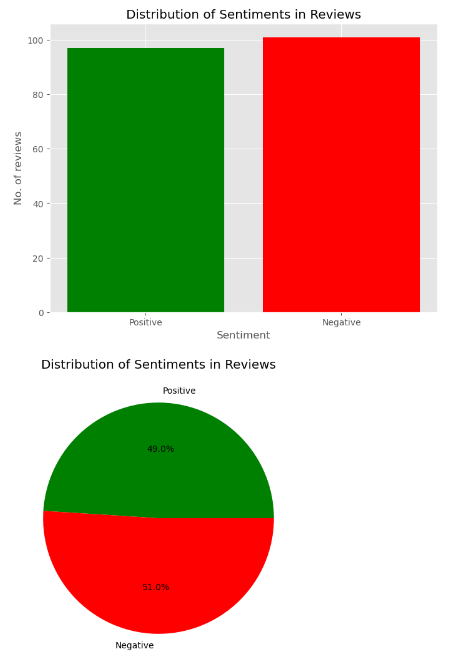 Distribution of Sentiments in Reviews
100
80
60
40
20
0
No. of reviews
Positive
Negative
Sentiment
Distribution of Sentiments in Reviews
Positive
49.0%
51.0%
Negative